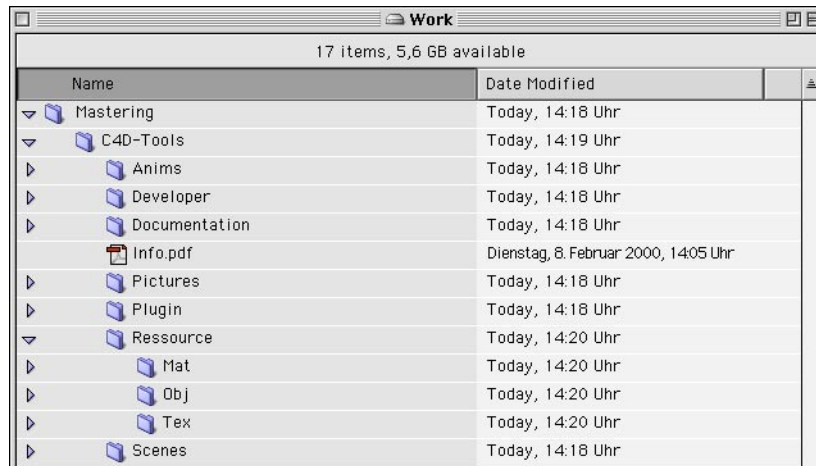 Work
17 items, 5,6 GB available
Name Date Modified
Mastering Today, 14:18 Uhr
C4D-Tools Today, 14:19 Uhr
Anims Today, 14:18 Uhr
Developer Today, 14:18 Uhr
Documentation Today, 14:18 Uhr
Info.pdf Dienstag, 8. Februar 2000, 14:05 Uhr
Pictures Today, 14:18 Uhr
Plugin Today, 14:18 Uhr
Ressource Today, 14:20 Uhr
Mat Today, 14:20 Uhr
Obj Today, 14:20 Uhr
Tex Today, 14:20 Uhr
Scenes Today, 14:18 Uhr